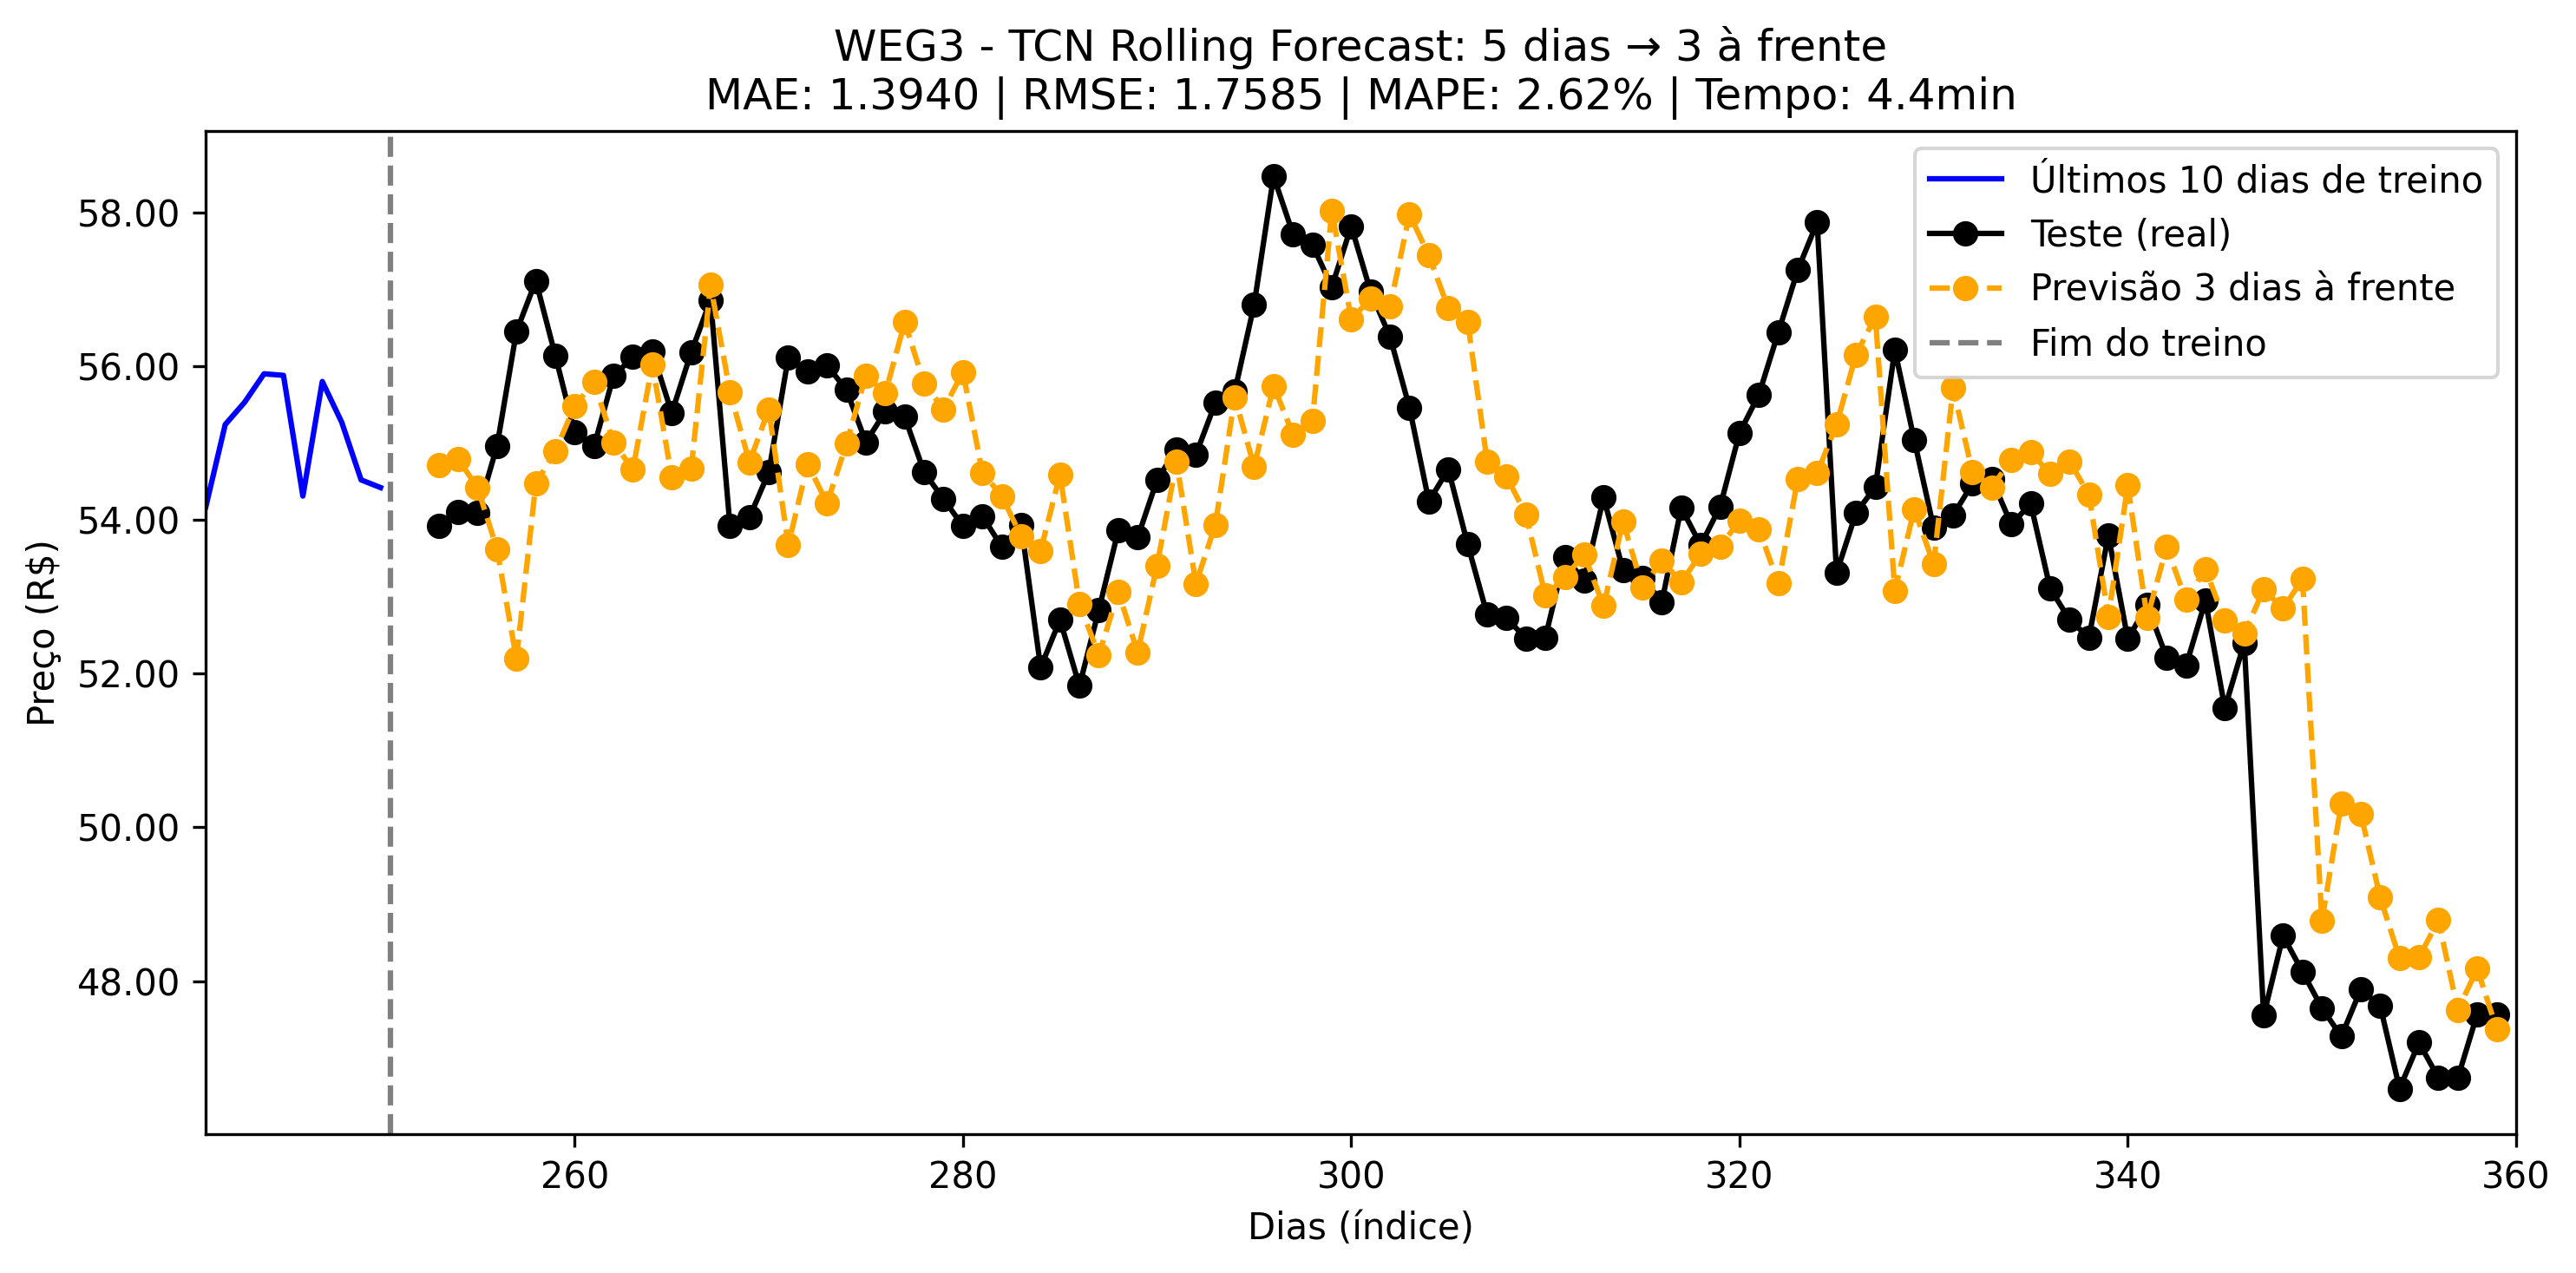 WEG3 - TCN Rolling Forecast: 5 dias → 3 à frente
MAE: 1.3940 | RMSE: 1.7585 | MAPE: 2.62% | Tempo: 4.4min
Últimos 10 dias de treino
Teste (real)
Previsão 3 dias à frente
Fim do treino
Preço (R$)
58.00
56.00
54.00
52.00
50.00
48.00
260 280 300 320 340 360
Dias (índice)